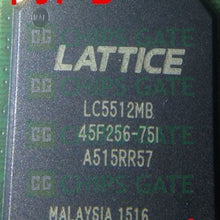 LATTICE
LC5512MB
45F256-75I
A515RR57
MALAYSIA 1516